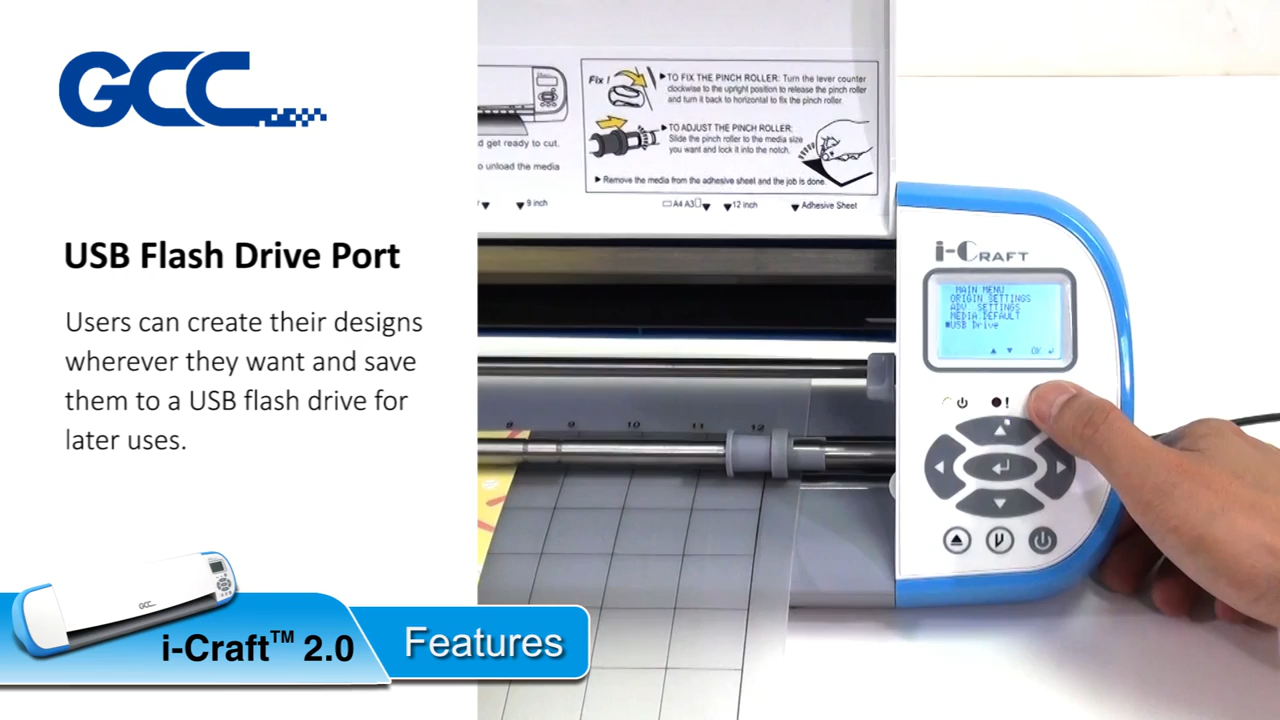 GCC
USB Flash Drive Port
Users can create their designs
wherever they want and save
them to a USB flash drive for
later uses.
GCC
i-Craft™ 2.0
Features
d get ready to cut.
o unload the media
9 inch
Fix !
▶TO FIX THE PINCH ROLLER: Turn the lever counter
clockwise to the upright position to release the pinch roller
and turn it back to horizontal to fix the pinch roller.
▶TO ADJUST THE PINCH ROLLER:
Slide the pinch roller to the media size
you want and lock it into the notch.
▶ Remove the media from the adhesive sheet and the job is done.
A4 A3
12 inch
Adhesive Sheet
i-CRAFT
MAIN MENU
ORIGIN SETTINGS
ADV. SETTINGS
MEDIA:DEFAULT
USB Drive
▲ ▼ OK ↵
!
9 10 11 12